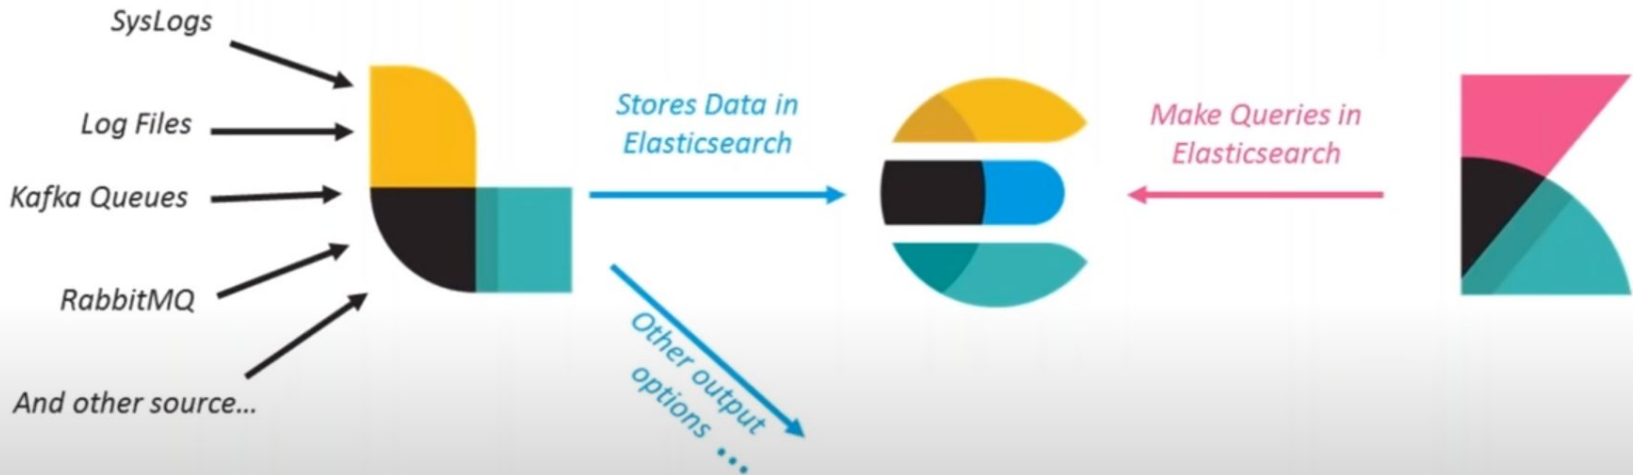 SysLogs
Log Files
Kafka Queues
RabbitMQ
And other source...
Stores Data in
Elasticsearch
Other output
options ...
Make Queries in
Elasticsearch